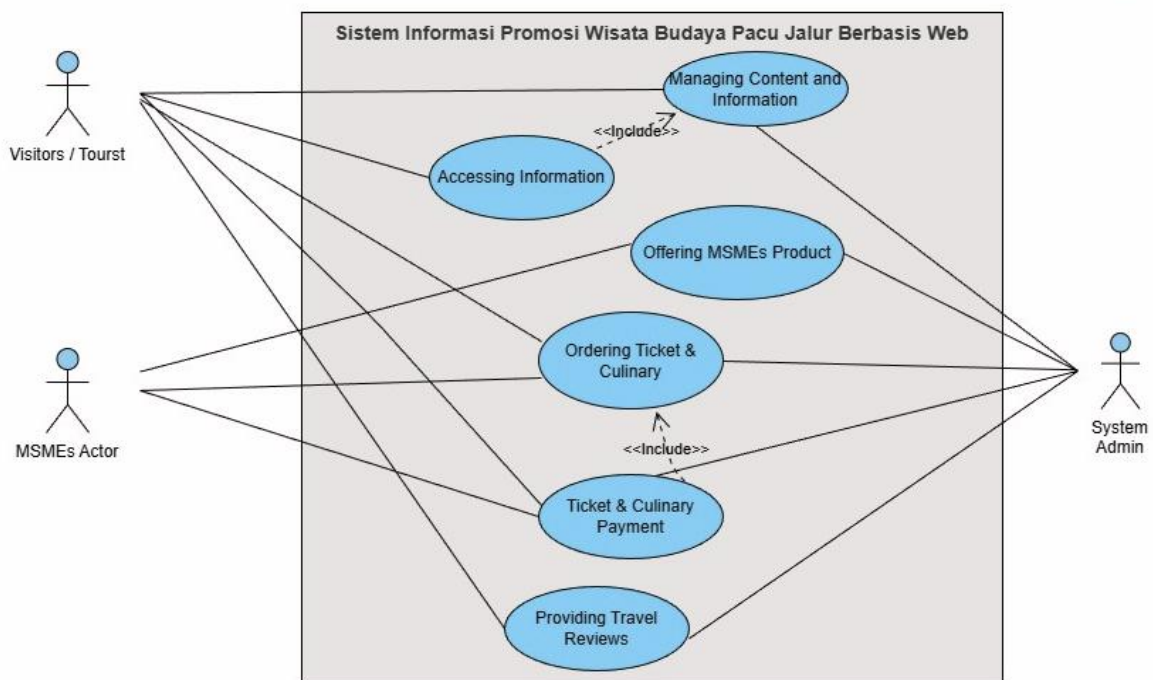 Sistem Informasi Promosi Wisata Budaya Pacu Jalur Berbasis Web
Managing Content and
Information
<<Include>>
Visitors / Tourst
Accessing Information
Offering MSMEs Product
Ordering Ticket &
Culinary
MSMEs Actor
System
Admin
<<Include>>
Ticket & Culinary
Payment
Providing Travel
Reviews